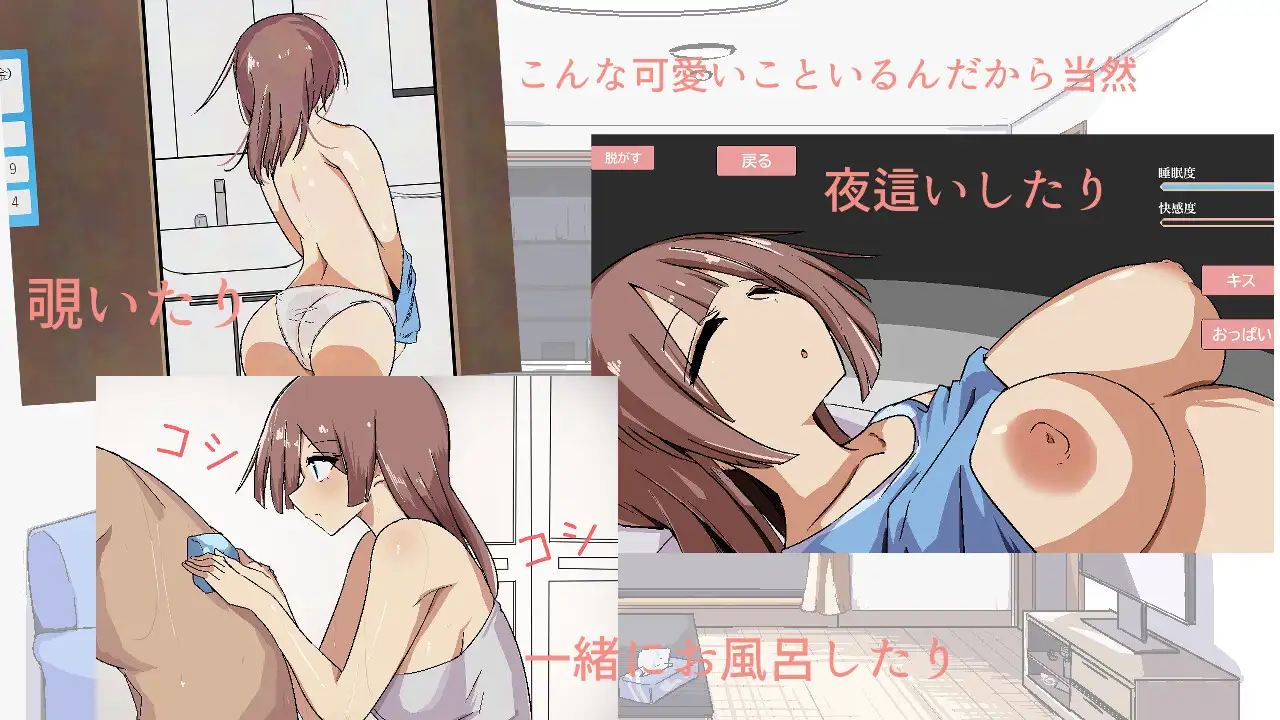 こんな可愛いこといるんだから当然
9
4
覗いたり
脱がす
戻る
夜這いしたり
睡眠度
快感度
キス
おっぱい
コシ
コシ
一緒にお風呂したり